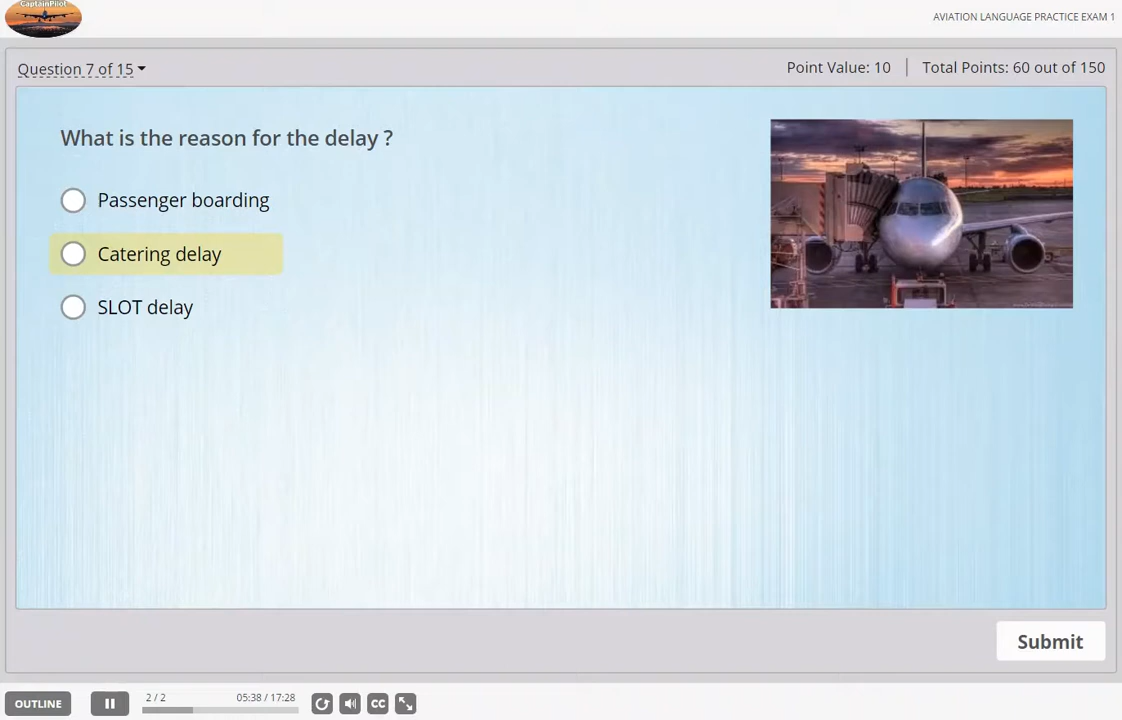 CaptainPilot
AVIATION LANGUAGE PRACTICE EXAM 1
Question 7 of 15
Point Value: 10 | Total Points: 60 out of 150
What is the reason for the delay ?
Passenger boarding
Catering delay
SLOT delay
Submit
OUTLINE
2 / 2
05:38 / 17:28
CC